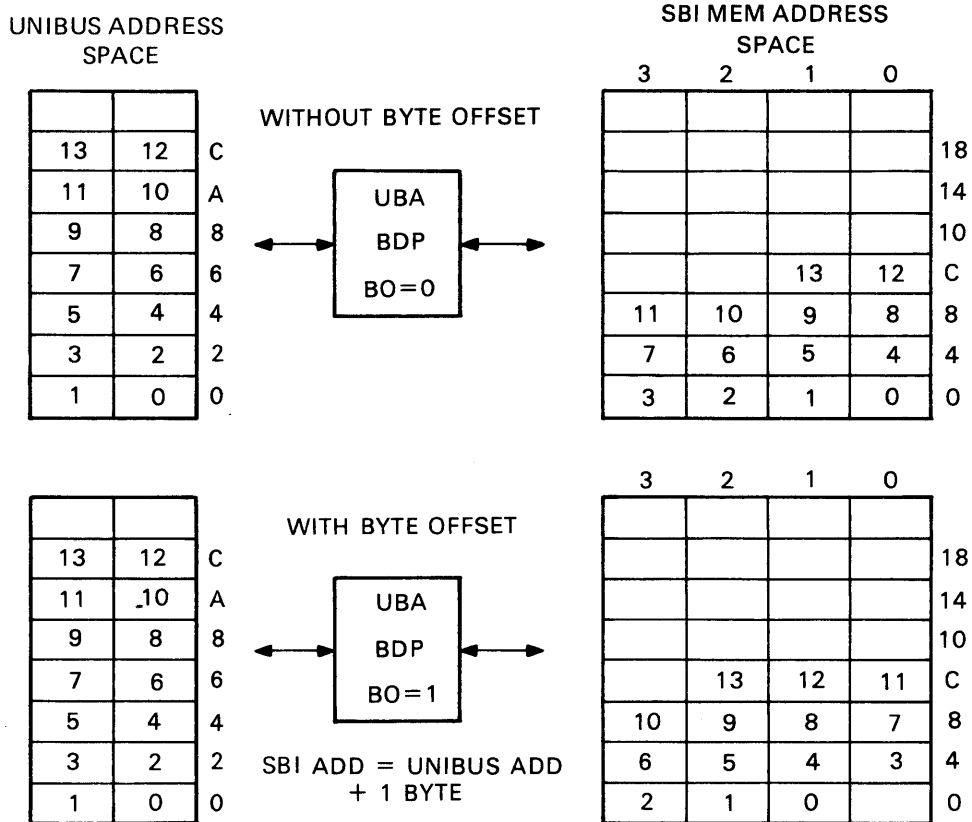 UNIBUS ADDRESS
SPACE
SBI MEM ADDRESS
SPACE
3 2 1 0
WITHOUT BYTE OFFSET
13 12 C
11 10 A
9 8 8
7 6 6
5 4 4
3 2 2
1 0 0
UBA
BDP
BO=0
18
14
10
13 12 C
11 10 9 8 8
7 6 5 4 4
3 2 1 0 0
WITH BYTE OFFSET
13 12 C
11 10 A
9 8 8
7 6 6
5 4 4
3 2 2
1 0 0
UBA
BDP
BO=1
SBI ADD = UNIBUS ADD
+ 1 BYTE
3 2 1 0
18
14
10
13 12 11 C
10 9 8 7 8
6 5 4 3 4
2 1 0 0